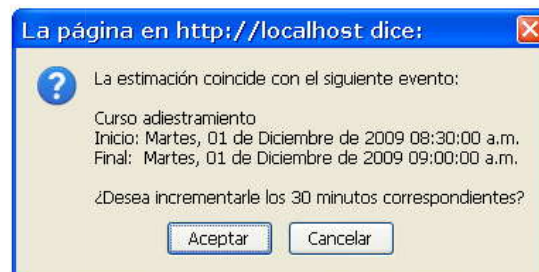 La página en http://localhost dice:
La estimación coincide con el siguiente evento:
Curso adiestramiento
Inicio: Martes, 01 de Diciembre de 2009 08:30:00 a.m.
Final: Martes, 01 de Diciembre de 2009 09:00:00 a.m.
¿Desea incrementarle los 30 minutos correspondientes?
Aceptar Cancelar